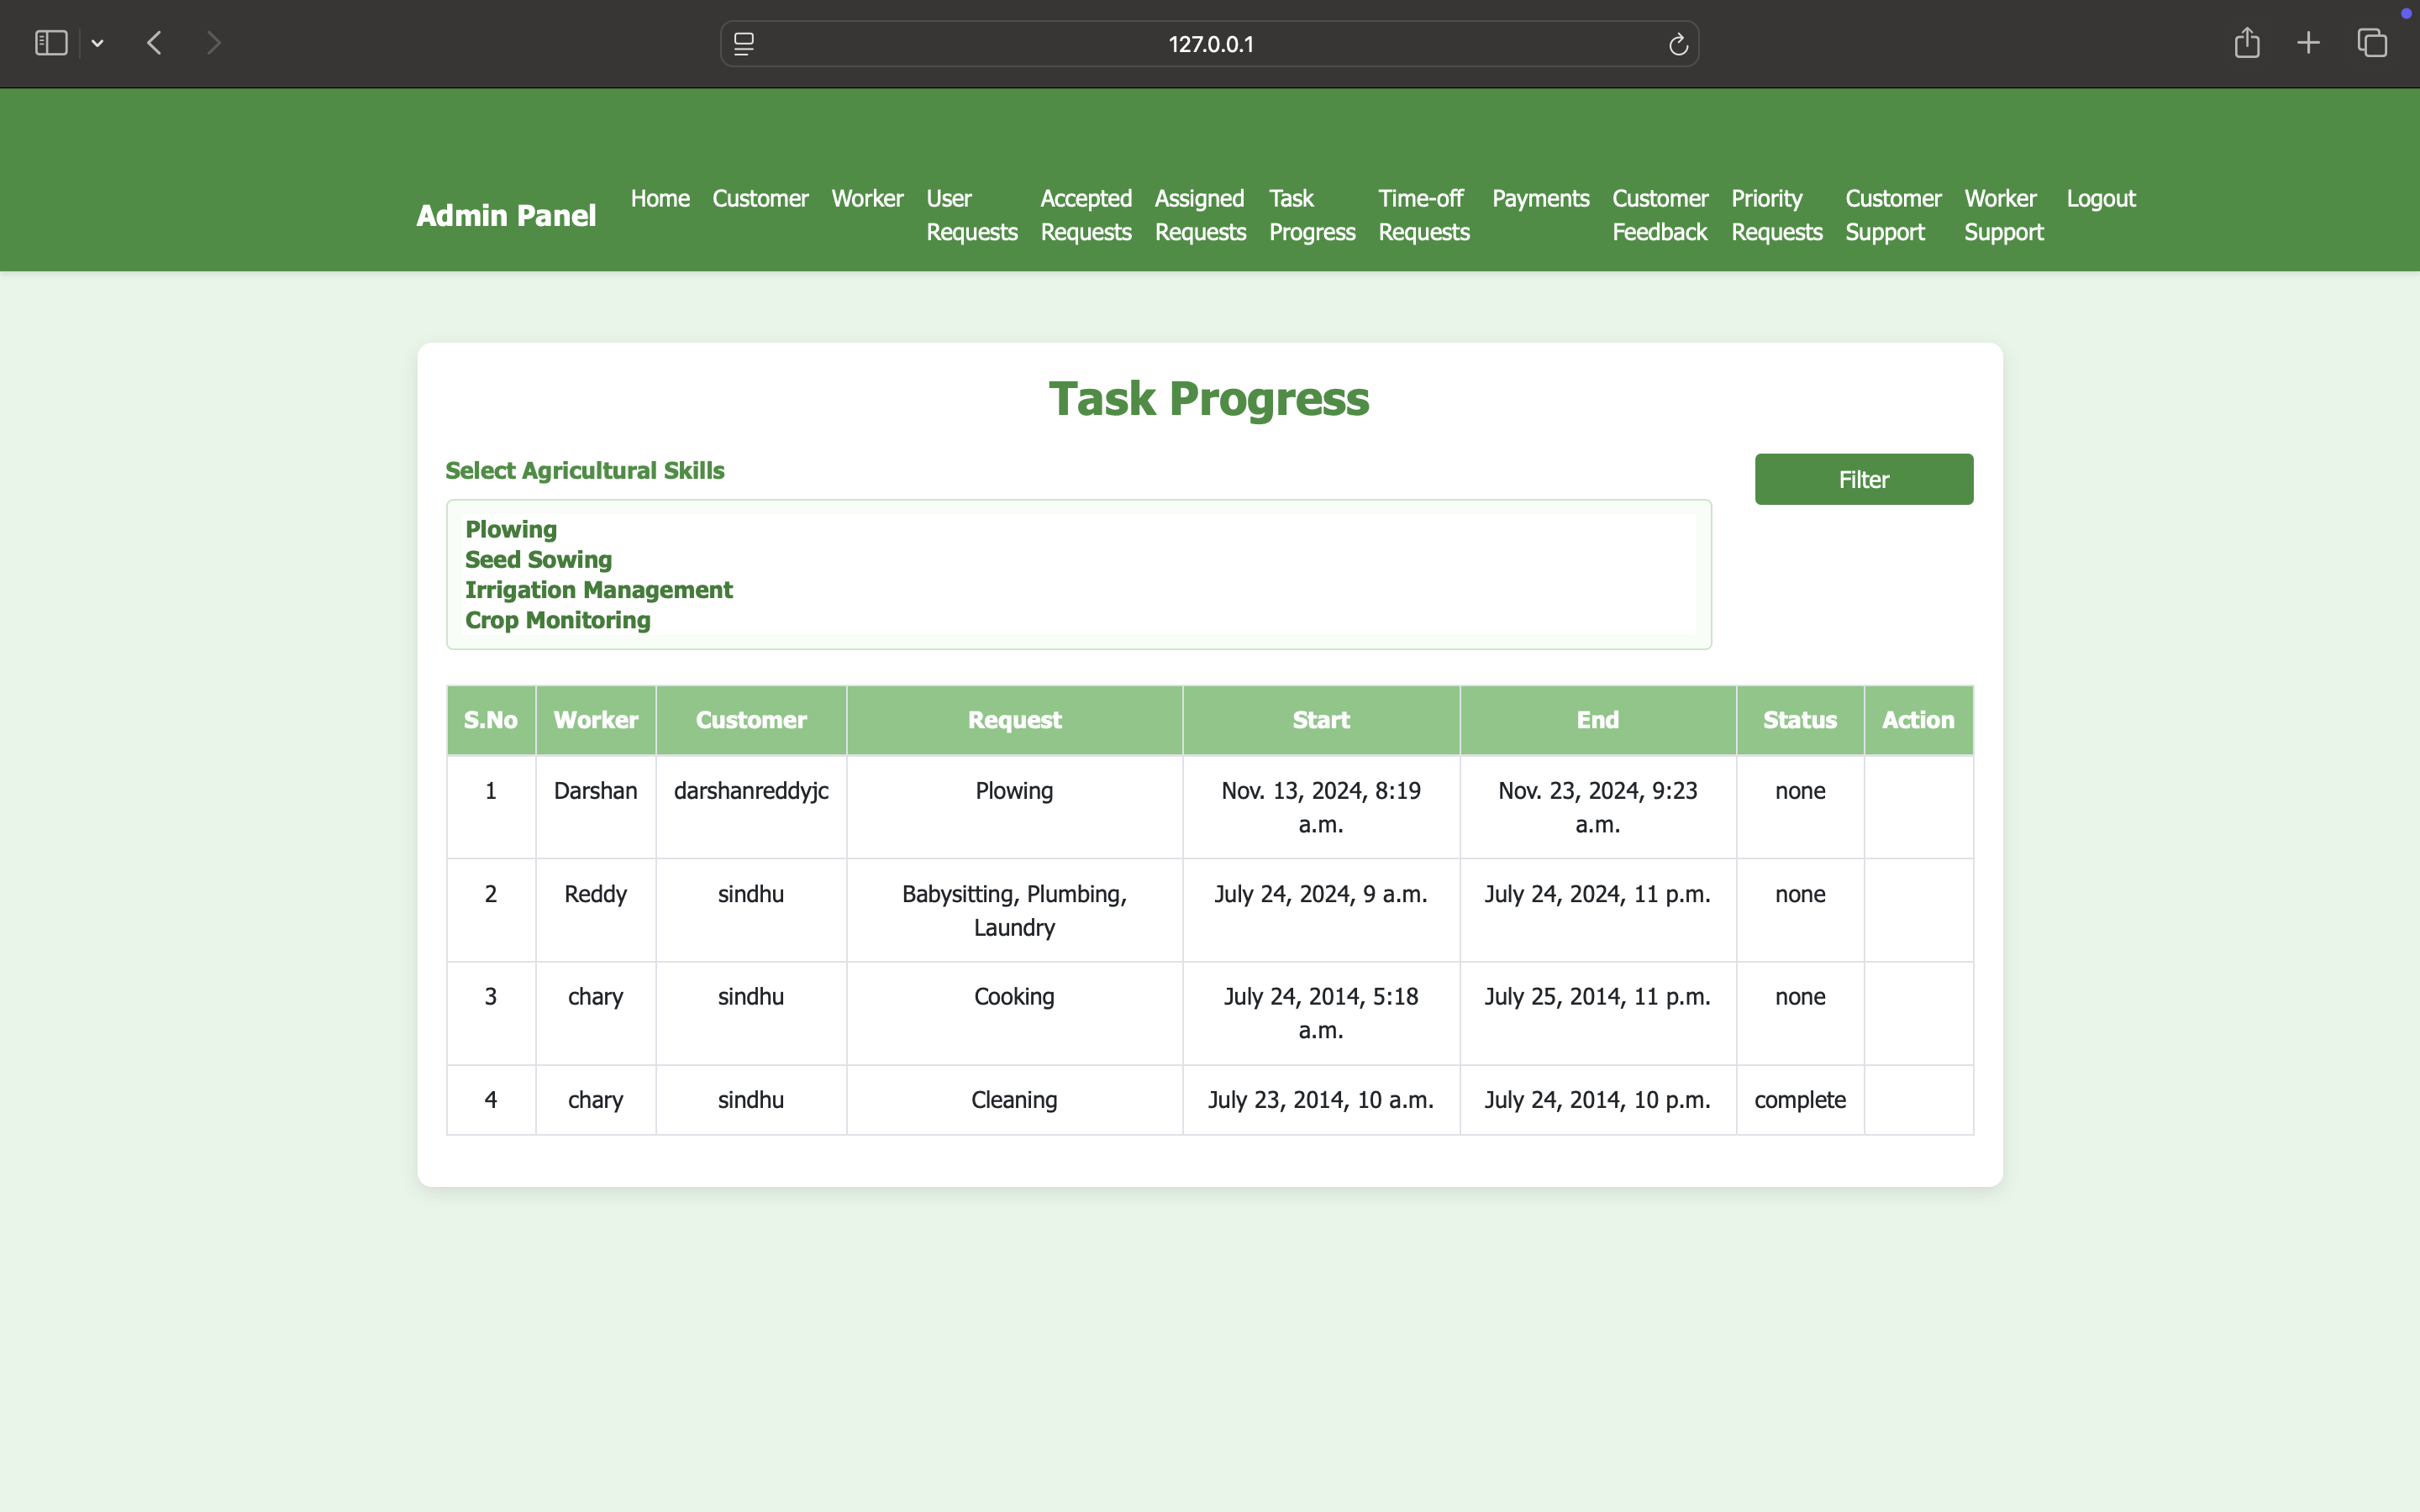 127.0.0.1
Admin Panel
Home
Customer
Worker
User
Requests
Accepted
Requests
Assigned
Requests
Task
Progress
Time-off
Requests
Payments
Customer
Feedback
Priority
Requests
Customer
Support
Worker
Support
Logout
Task Progress
Select Agricultural Skills
Filter
Plowing
Seed Sowing
Irrigation Management
Crop Monitoring
S.No Worker Customer Request Start End Status Action
1 Darshan darshanreddyjc Plowing Nov. 13, 2024, 8:19 Nov. 23, 2024, 9:23 none
a.m. a.m.
2 Reddy sindhu Babysitting, Plumbing, July 24, 2024, 9 a.m. July 24, 2024, 11 p.m. none
Laundry
3 chary sindhu Cooking July 24, 2014, 5:18 July 25, 2014, 11 p.m. none
a.m.
4 chary sindhu Cleaning July 23, 2014, 10 a.m. July 24, 2014, 10 p.m. complete